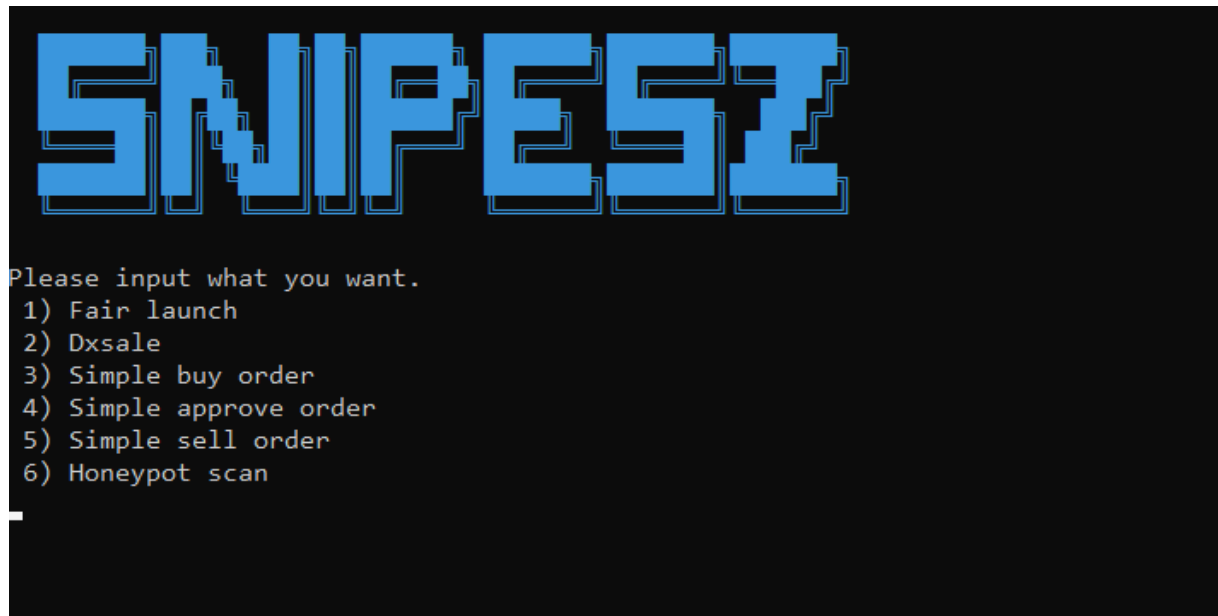 SNIPESZ
Please input what you want.
1) Fair launch
2) Dxsale
3) Simple buy order
4) Simple approve order
5) Simple sell order
6) Honeypot scan